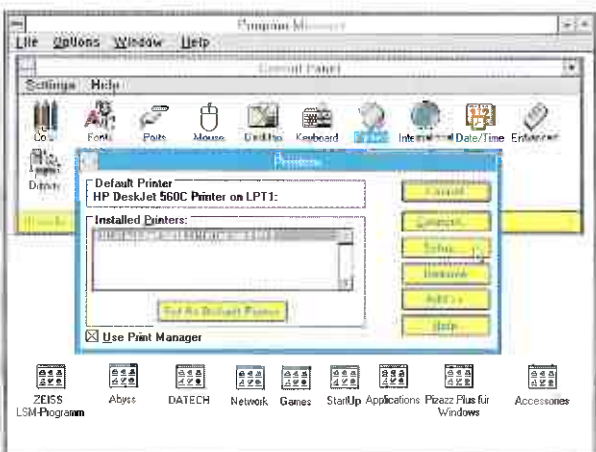 Program Manager
File Options Window Help
Control Panel
Settings Help
Fonts Ports Mouse Desktop Keyboard International Date/Time Enhanced
Drivers
Printers
Default Printer
HP DeskJet 560C Printer on LPT1:
Installed Printers:
Cancel
Connect...
Setup...
Remove
Add >>
Help
Set As Default Printer
Use Print Manager
ZEISS
LSM-Programm
Abyss
DATECH
Network
Games
StartUp
Applications
Pizazz Plus für
Windows
Accessories